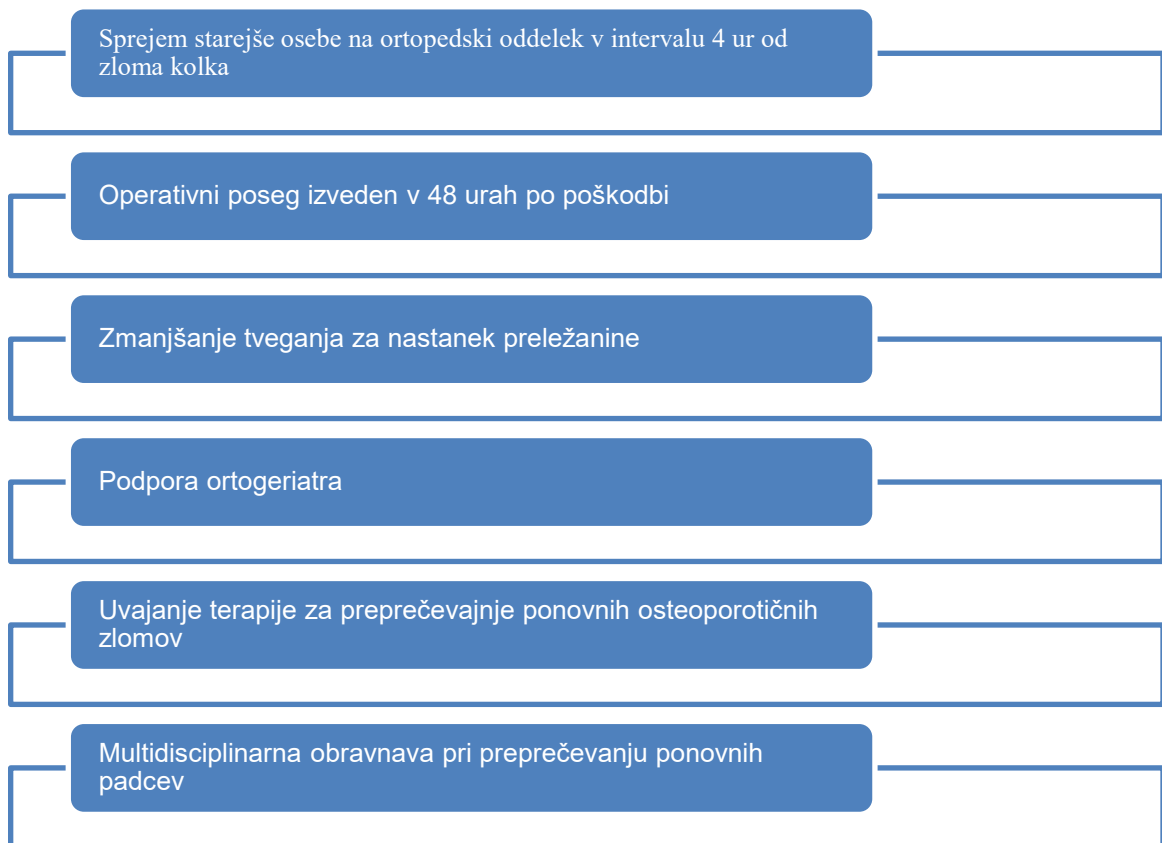 Sprejem starejše osebe na ortopedski oddelek v intervalu 4 ur od
zloma kolka
Operativni poseg izveden v 48 urah po poškodbi
Zmanjšanje tveganja za nastanek preležanine
Podpora ortogeriatra
Uvajanje terapije za preprečevajnje ponovnih osteoporotičnih
zlomov
Multidisciplinarna obravnava pri preprečevanju ponovnih
padcev